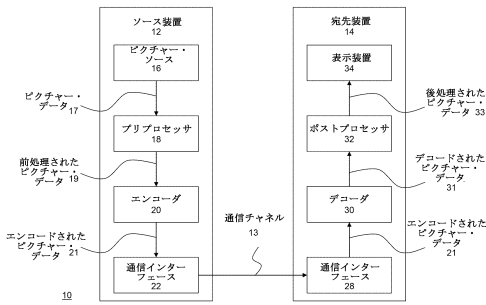 ソース装置
12
ピクチャー・
ソース
16
ピクチャー・
データ
17
プリプロセッサ
18
前処理された
ピクチャー・
データ
19
エンコーダ
20
エンコードされた
ピクチャー・
データ
21
通信インター
フェース
22
10
通信チャネル
13
宛先装置
14
表示装置
34
後処理された
ピクチャー・
データ
33
ポストプロセッサ
32
デコードされた
ピクチャー・
データ
31
デコーダ
30
エンコードされた
ピクチャー・
データ
21
通信インター
フェース
28